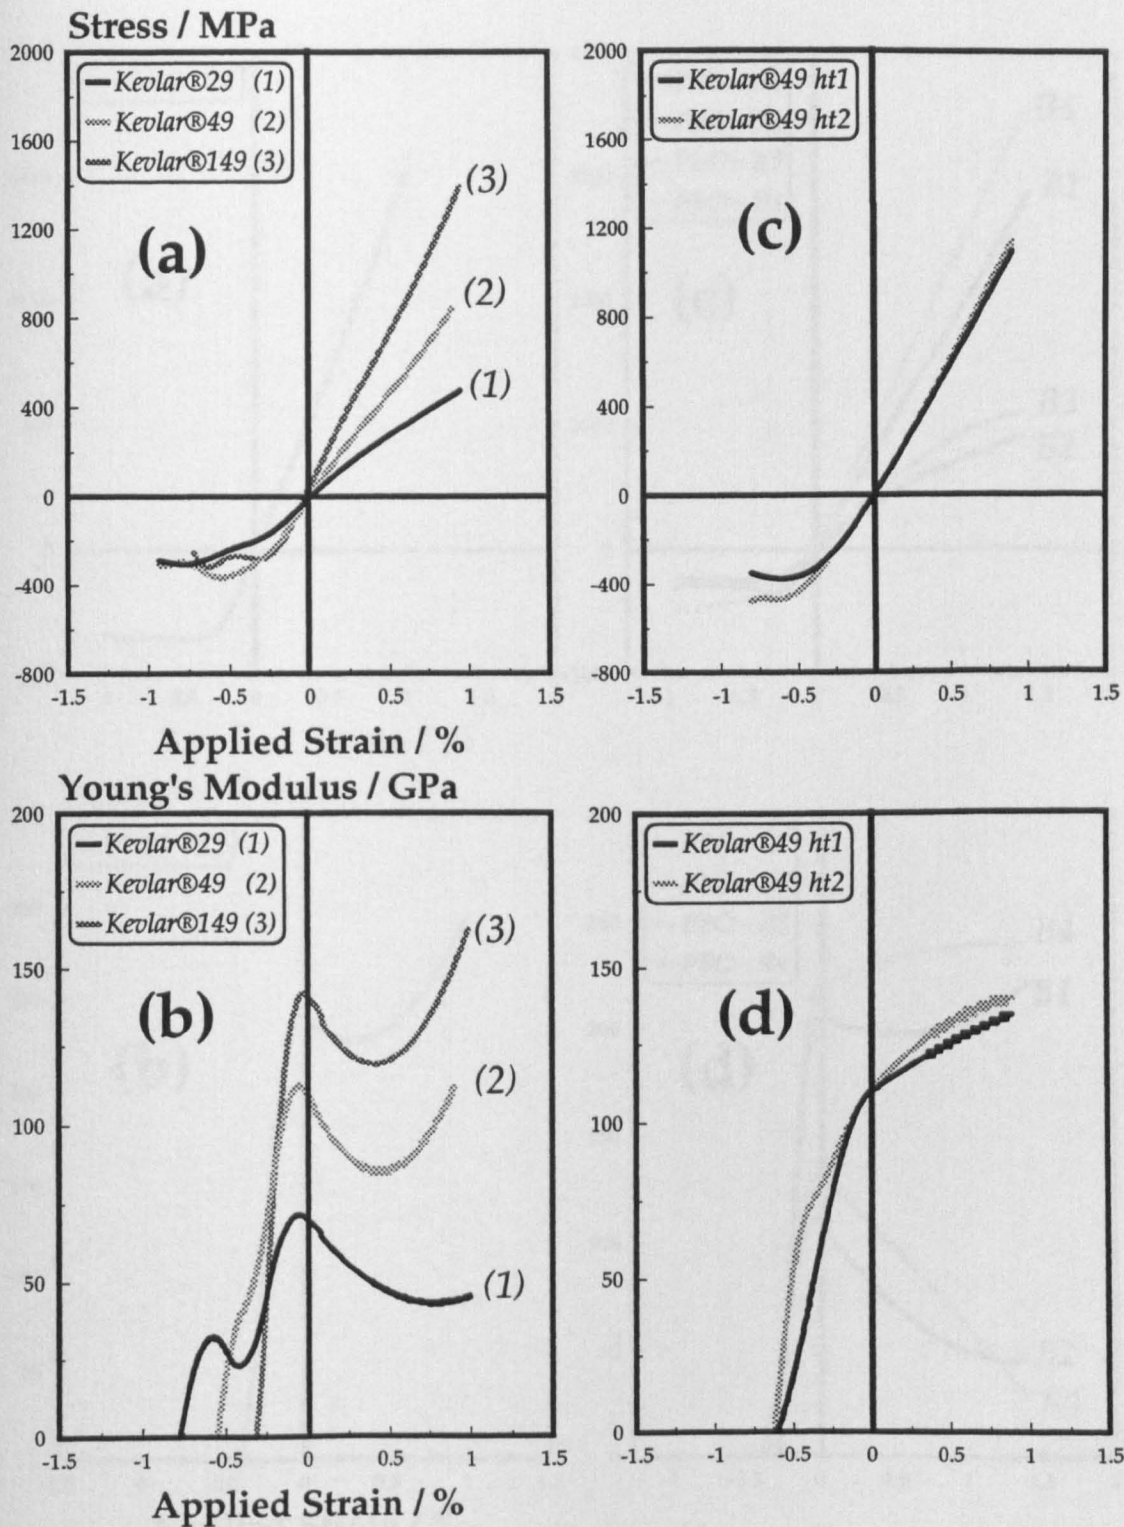 Stress / MPa
2000
1600
1200
800
400
0
-400
-800
Kevlar®29 (1)
Kevlar®49 (2)
Kevlar®149 (3)
(a)
(3)
(2)
(1)
-1.5 -1 -0.5 0 0.5 1 1.5
Applied Strain / %
2000
1600
1200
800
400
0
-400
-800
Kevlar®49 ht1
Kevlar®49 ht2
(c)
-1.5 -1 -0.5 0 0.5 1 1.5
Young's Modulus / GPa
200
150
100
50
0
Kevlar®29 (1)
Kevlar®49 (2)
Kevlar®149 (3)
(b)
(3)
(2)
(1)
-1.5 -1 -0.5 0 0.5 1 1.5
Applied Strain / %
200
150
100
50
0
Kevlar®49 ht1
Kevlar®49 ht2
(d)
-1.5 -1 -0.5 0 0.5 1 1.5